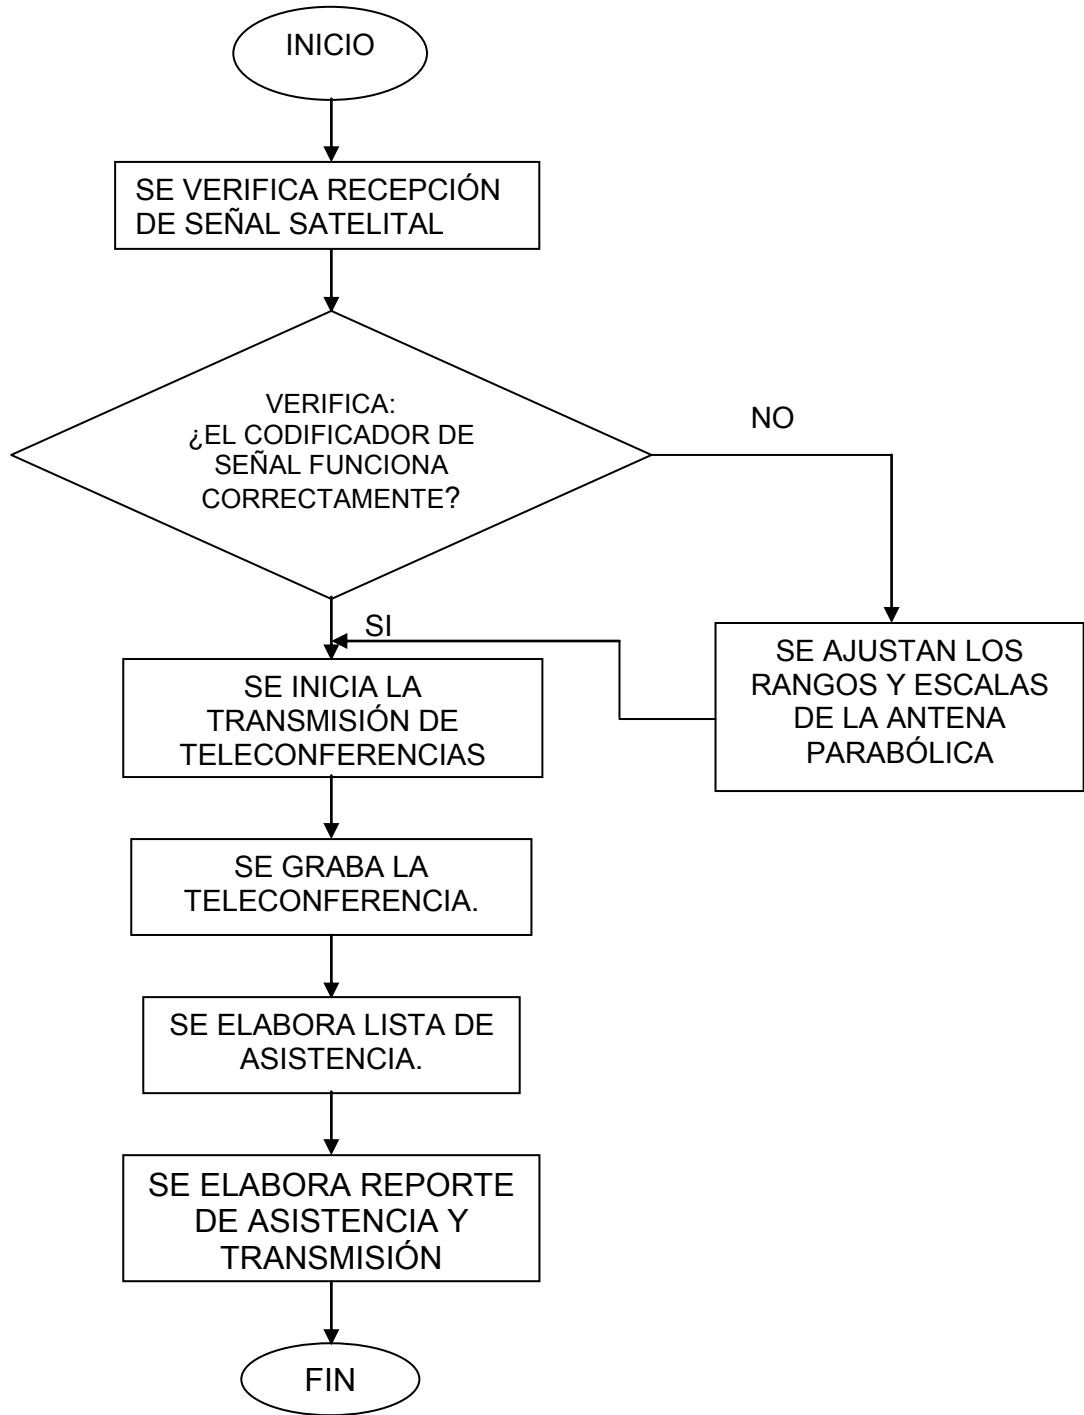 INICIO
SE VERIFICA RECEPCIÓN
DE SEÑAL SATELITAL
VERIFICA:
¿EL CODIFICADOR DE
SEÑAL FUNCIONA
CORRECTAMENTE?
NO
SI
SE AJUSTAN LOS
RANGOS Y ESCALAS
DE LA ANTENA
PARABÓLICA
SE INICIA LA
TRANSMISIÓN DE
TELECONFERENCIAS
SE GRABA LA
TELECONFERENCIA.
SE ELABORA LISTA DE
ASISTENCIA.
SE ELABORA REPORTE
DE ASISTENCIA Y
TRANSMISIÓN
FIN